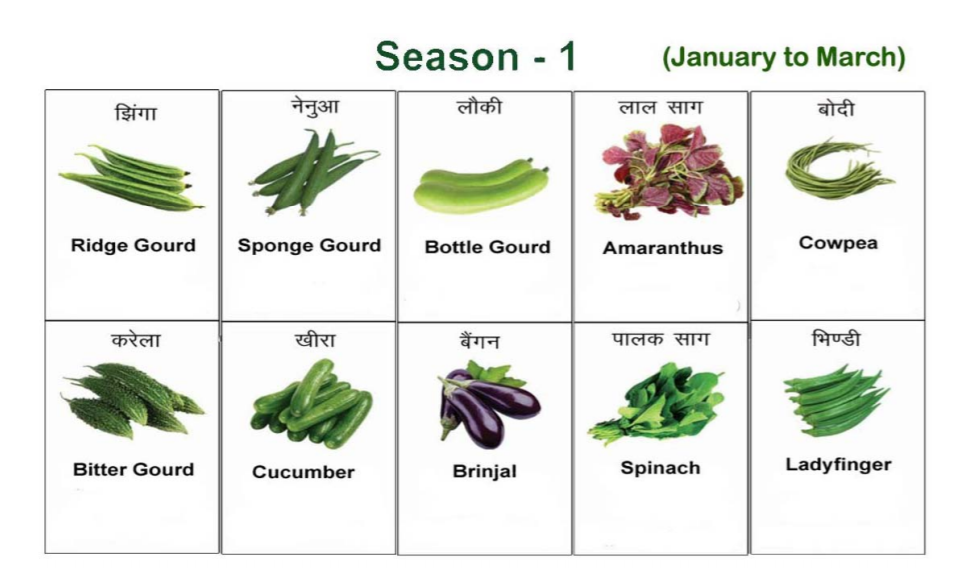 Season - 1 (January to March)
झिंगा
Ridge Gourd
नेनुआ
Sponge Gourd
लौकी
Bottle Gourd
लाल साग
Amaranthus
बोदी
Cowpea
करेला
Bitter Gourd
खीरा
Cucumber
बैंगन
Brinjal
पालक साग
Spinach
भिण्डी
Ladyfinger